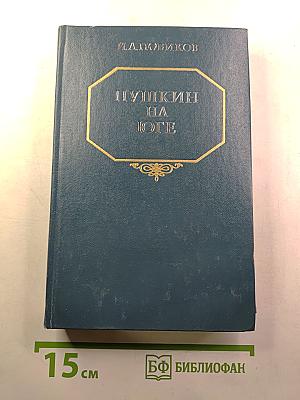 И.А.НОВИКОВ
ПУШКИН
НА
ЮГЕ
15 см
БФ БИБЛИОФАН